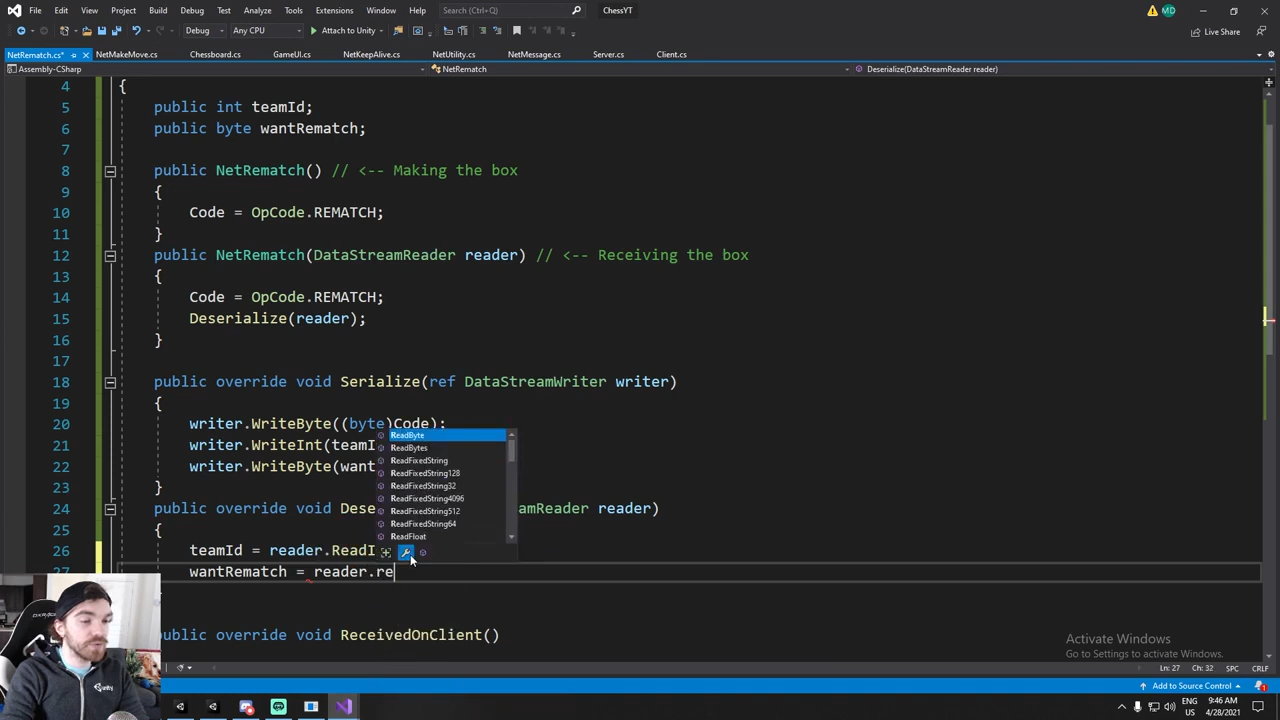 File Edit View Project Build Debug Test Analyze Tools Extensions Window Help Search (Ctrl+Q) ChessYT MD
Debug Any CPU Attach to Unity Live Share
NetRematch.cs* NetMakeMove.cs Chessboard.cs GameUI.cs NetKeepAlive.cs NetUtility.cs NetMessage.cs Server.cs Client.cs
Assembly-CSharp NetRematch Deserialize(DataStreamReader reader)
4 {
5 public int teamId;
6 public byte wantRematch;
7
8 public NetRematch() // <-- Making the box
9 {
10 Code = OpCode.REMATCH;
11 }
12 public NetRematch(DataStreamReader reader) // <-- Receiving the box
13 {
14 Code = OpCode.REMATCH;
15 Deserialize(reader);
16 }
17
18 public override void Serialize(ref DataStreamWriter writer)
19 {
20 writer.WriteByte((byte)Code);
21 writer.WriteInt(teamI
22 writer.WriteByte(want
23 }
24 public override void Dese eamReader reader)
25 {
26 teamId = reader.ReadI
27 wantRematch = reader.re
ReadByte
ReadBytes
ReadFixedString
ReadFixedString128
ReadFixedString32
ReadFixedString4096
ReadFixedString512
ReadFixedString64
ReadFloat
public override void ReceivedOnClient()
Activate Windows
Go to Settings to activate Windows.
Ln: 27 Ch: 32 SPC CRLF
Add to Source Control 1
unity
ENG 9:46 AM
US 4/28/2021